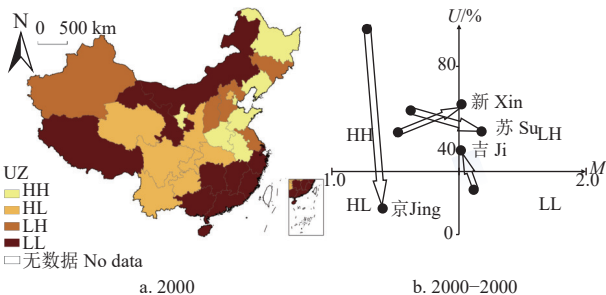 N
0 500 km
UZ
HH
HL
LH
LL
无数据 No data
a. 2000
U/%
80
新 Xin
苏 Su
HH
LH
40
吉 Ji
M
1.0
2.0
HL
京Jing
LL
0
b. 2000−2000